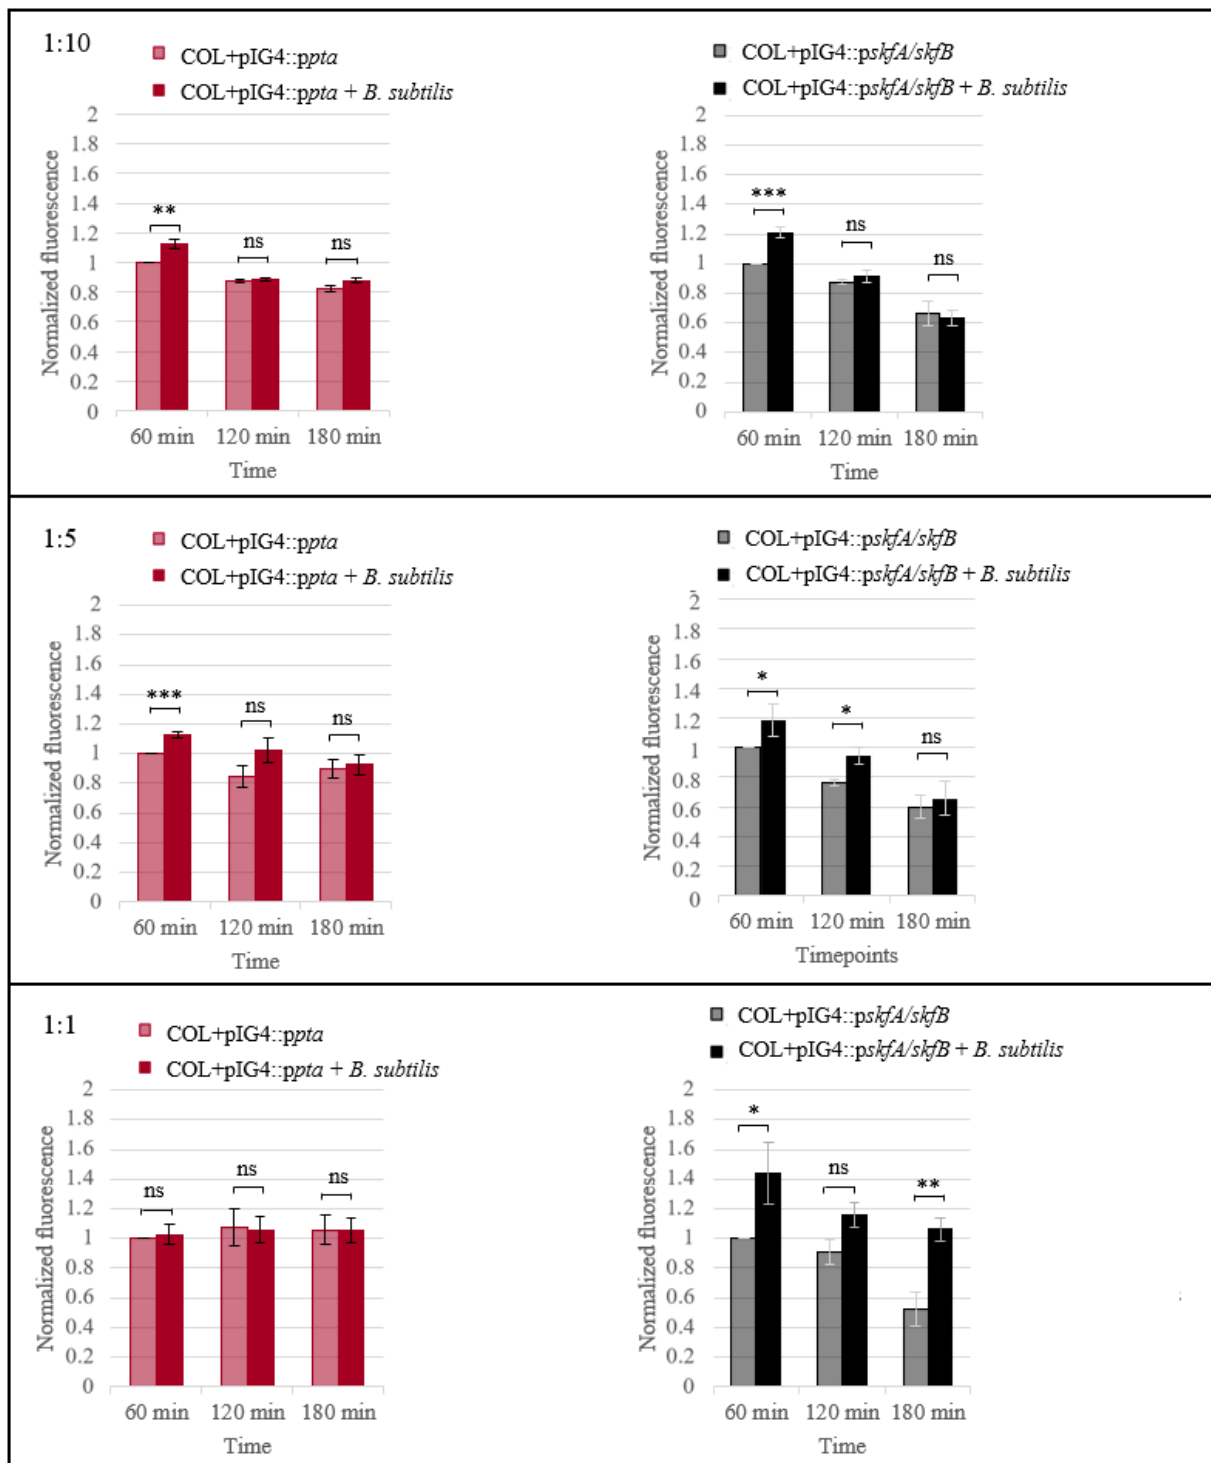 1:10
COL+pIG4::ppta
COL+pIG4::ppta + B. subtilis
Normalized fluorescence
2
1.8
1.6
1.4
1.2
1
0.8
0.6
0.4
0.2
0
**
ns
ns
60 min 120 min 180 min
Time
COL+pIG4::pskfA/skfB
COL+pIG4::pskfA/skfB + B. subtilis
Normalized fluorescence
2
1.8
1.6
1.4
1.2
1
0.8
0.6
0.4
0.2
0
***
ns
ns
60 min 120 min 180 min
Time
1:5
COL+pIG4::ppta
COL+pIG4::ppta + B. subtilis
Normalized fluorescence
2
1.8
1.6
1.4
1.2
1
0.8
0.6
0.4
0.2
0
***
ns
ns
60 min 120 min 180 min
Time
COL+pIG4::pskfA/skfB
COL+pIG4::pskfA/skfB + B. subtilis
Normalized fluorescence
2
1.8
1.6
1.4
1.2
1
0.8
0.6
0.4
0.2
0
*
*
ns
60 min 120 min 180 min
Timepoints
1:1
COL+pIG4::ppta
COL+pIG4::ppta + B. subtilis
Normalized fluorescence
2
1.8
1.6
1.4
1.2
1
0.8
0.6
0.4
0.2
0
ns
ns
ns
60 min 120 min 180 min
Time
COL+pIG4::pskfA/skfB
COL+pIG4::pskfA/skfB + B. subtilis
Normalized fluorescence
2
1.8
1.6
1.4
1.2
1
0.8
0.6
0.4
0.2
0
*
ns
**
60 min 120 min 180 min
Time